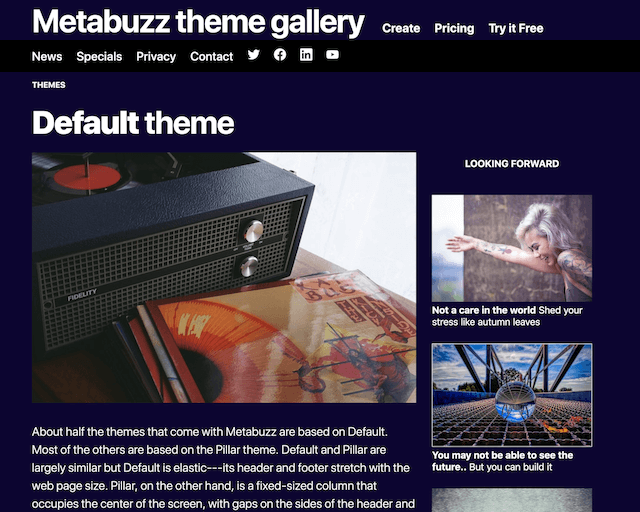 Metabuzz theme gallery Create Pricing Try it Free
News Specials Privacy Contact
THEMES
Default theme
FIDELITY
About half the themes that come with Metabuzz are based on Default.
Most of the others are based on the Pillar theme. Default and Pillar are
largely similar but Default is elastic---its header and footer stretch with the
web page size. Pillar, on the other hand, is a fixed-sized column that
occupies the center of the screen, with gaps on the sides of the header and
LOOKING FORWARD
Not a care in the world Shed your
stress like autumn leaves
You may not be able to see the
future.. But you can build it